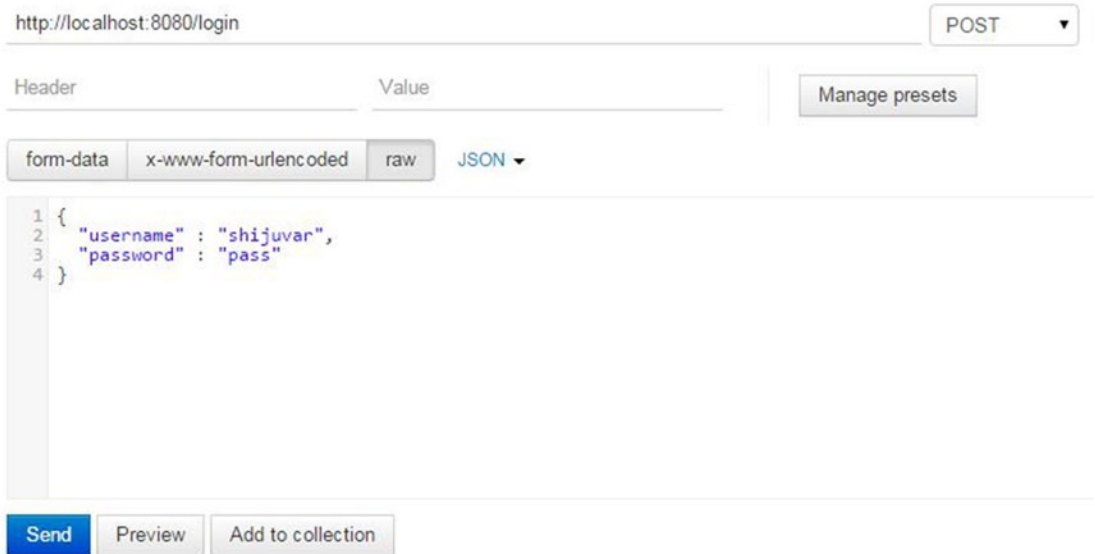 http://localhost:8080/login POST
Header Value Manage presets
form-data x-www-form-urlencoded raw JSON
1 {
2 "username" : "shijuvar",
3 "password" : "pass"
4 }
Send Preview Add to collection